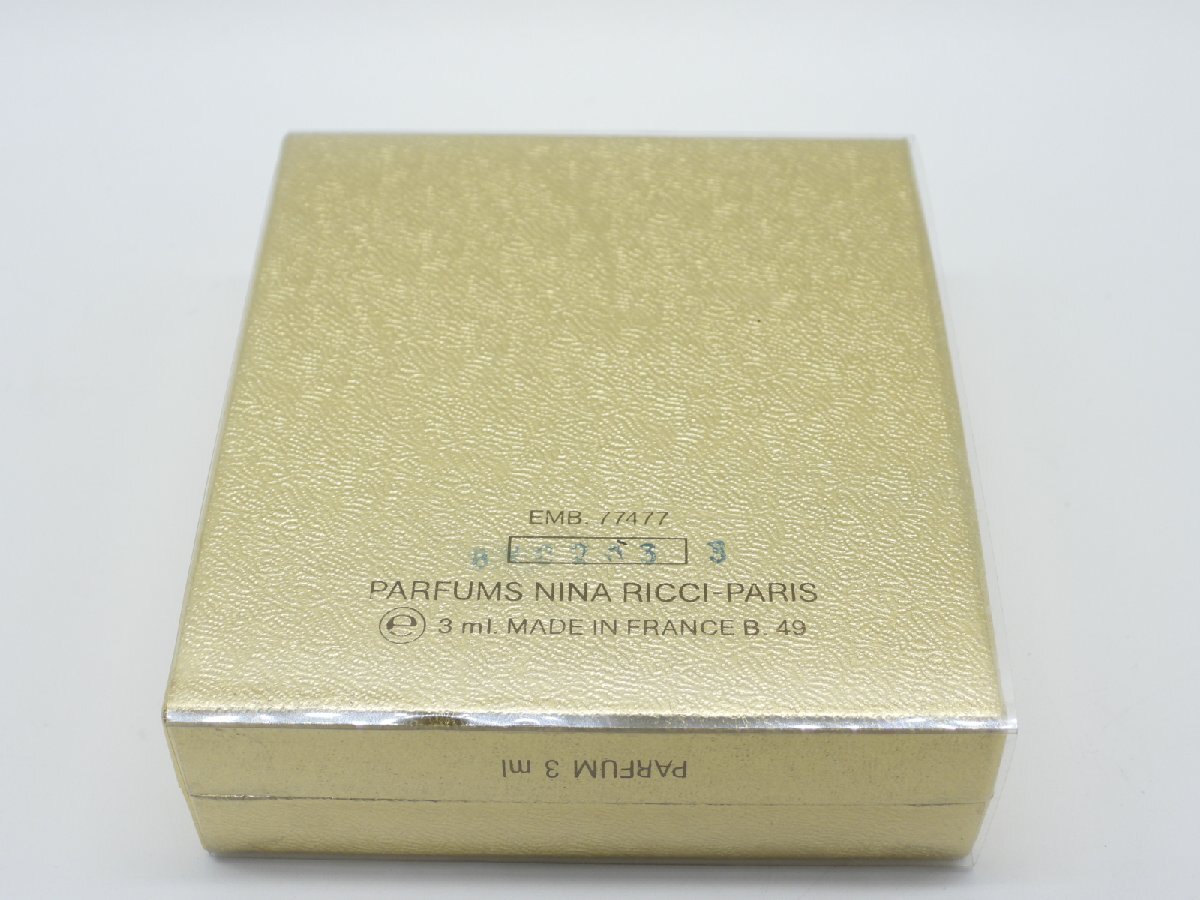 EMB. 77477
PARFUMS NINA RICCI-PARIS
℮ 3 ml. MADE IN FRANCE B. 49
PARFUM 3 ml